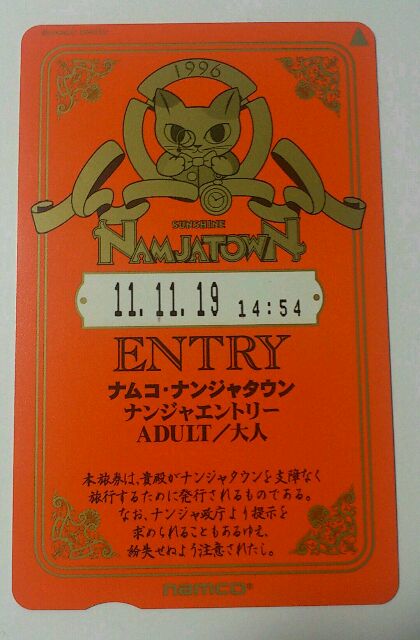 1996
SUNSHINE
NAMJATOWN
11.11.19 14:54
ENTRY
ナムコ・ナンジャタウン
ナンジャエントリー
ADULT/大人
本旅券は、貴殿がナンジャタウンを支障なく
旅行するために発行されるものである。
なお、ナンジャ政庁より提示を
求められることもあるゆえ、
紛失せねよう注意されたし。
namco